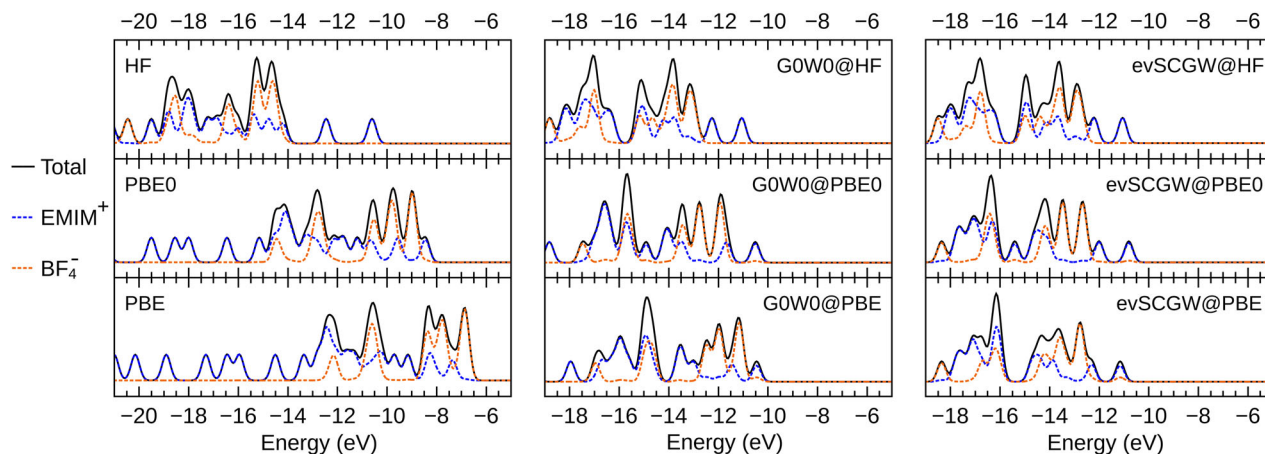 −20 −18 −16 −14 −12 −10 −8 −6
−18 −16 −14 −12 −10 −8 −6
−18 −16 −14 −12 −10 −8 −6
HF
G0W0@HF
evSCGW@HF
Total
EMIM+
BF4−
PBE0
G0W0@PBE0
evSCGW@PBE0
PBE
G0W0@PBE
evSCGW@PBE
−20 −18 −16 −14 −12 −10 −8 −6
−18 −16 −14 −12 −10 −8 −6
−18 −16 −14 −12 −10 −8 −6
Energy (eV)
Energy (eV)
Energy (eV)